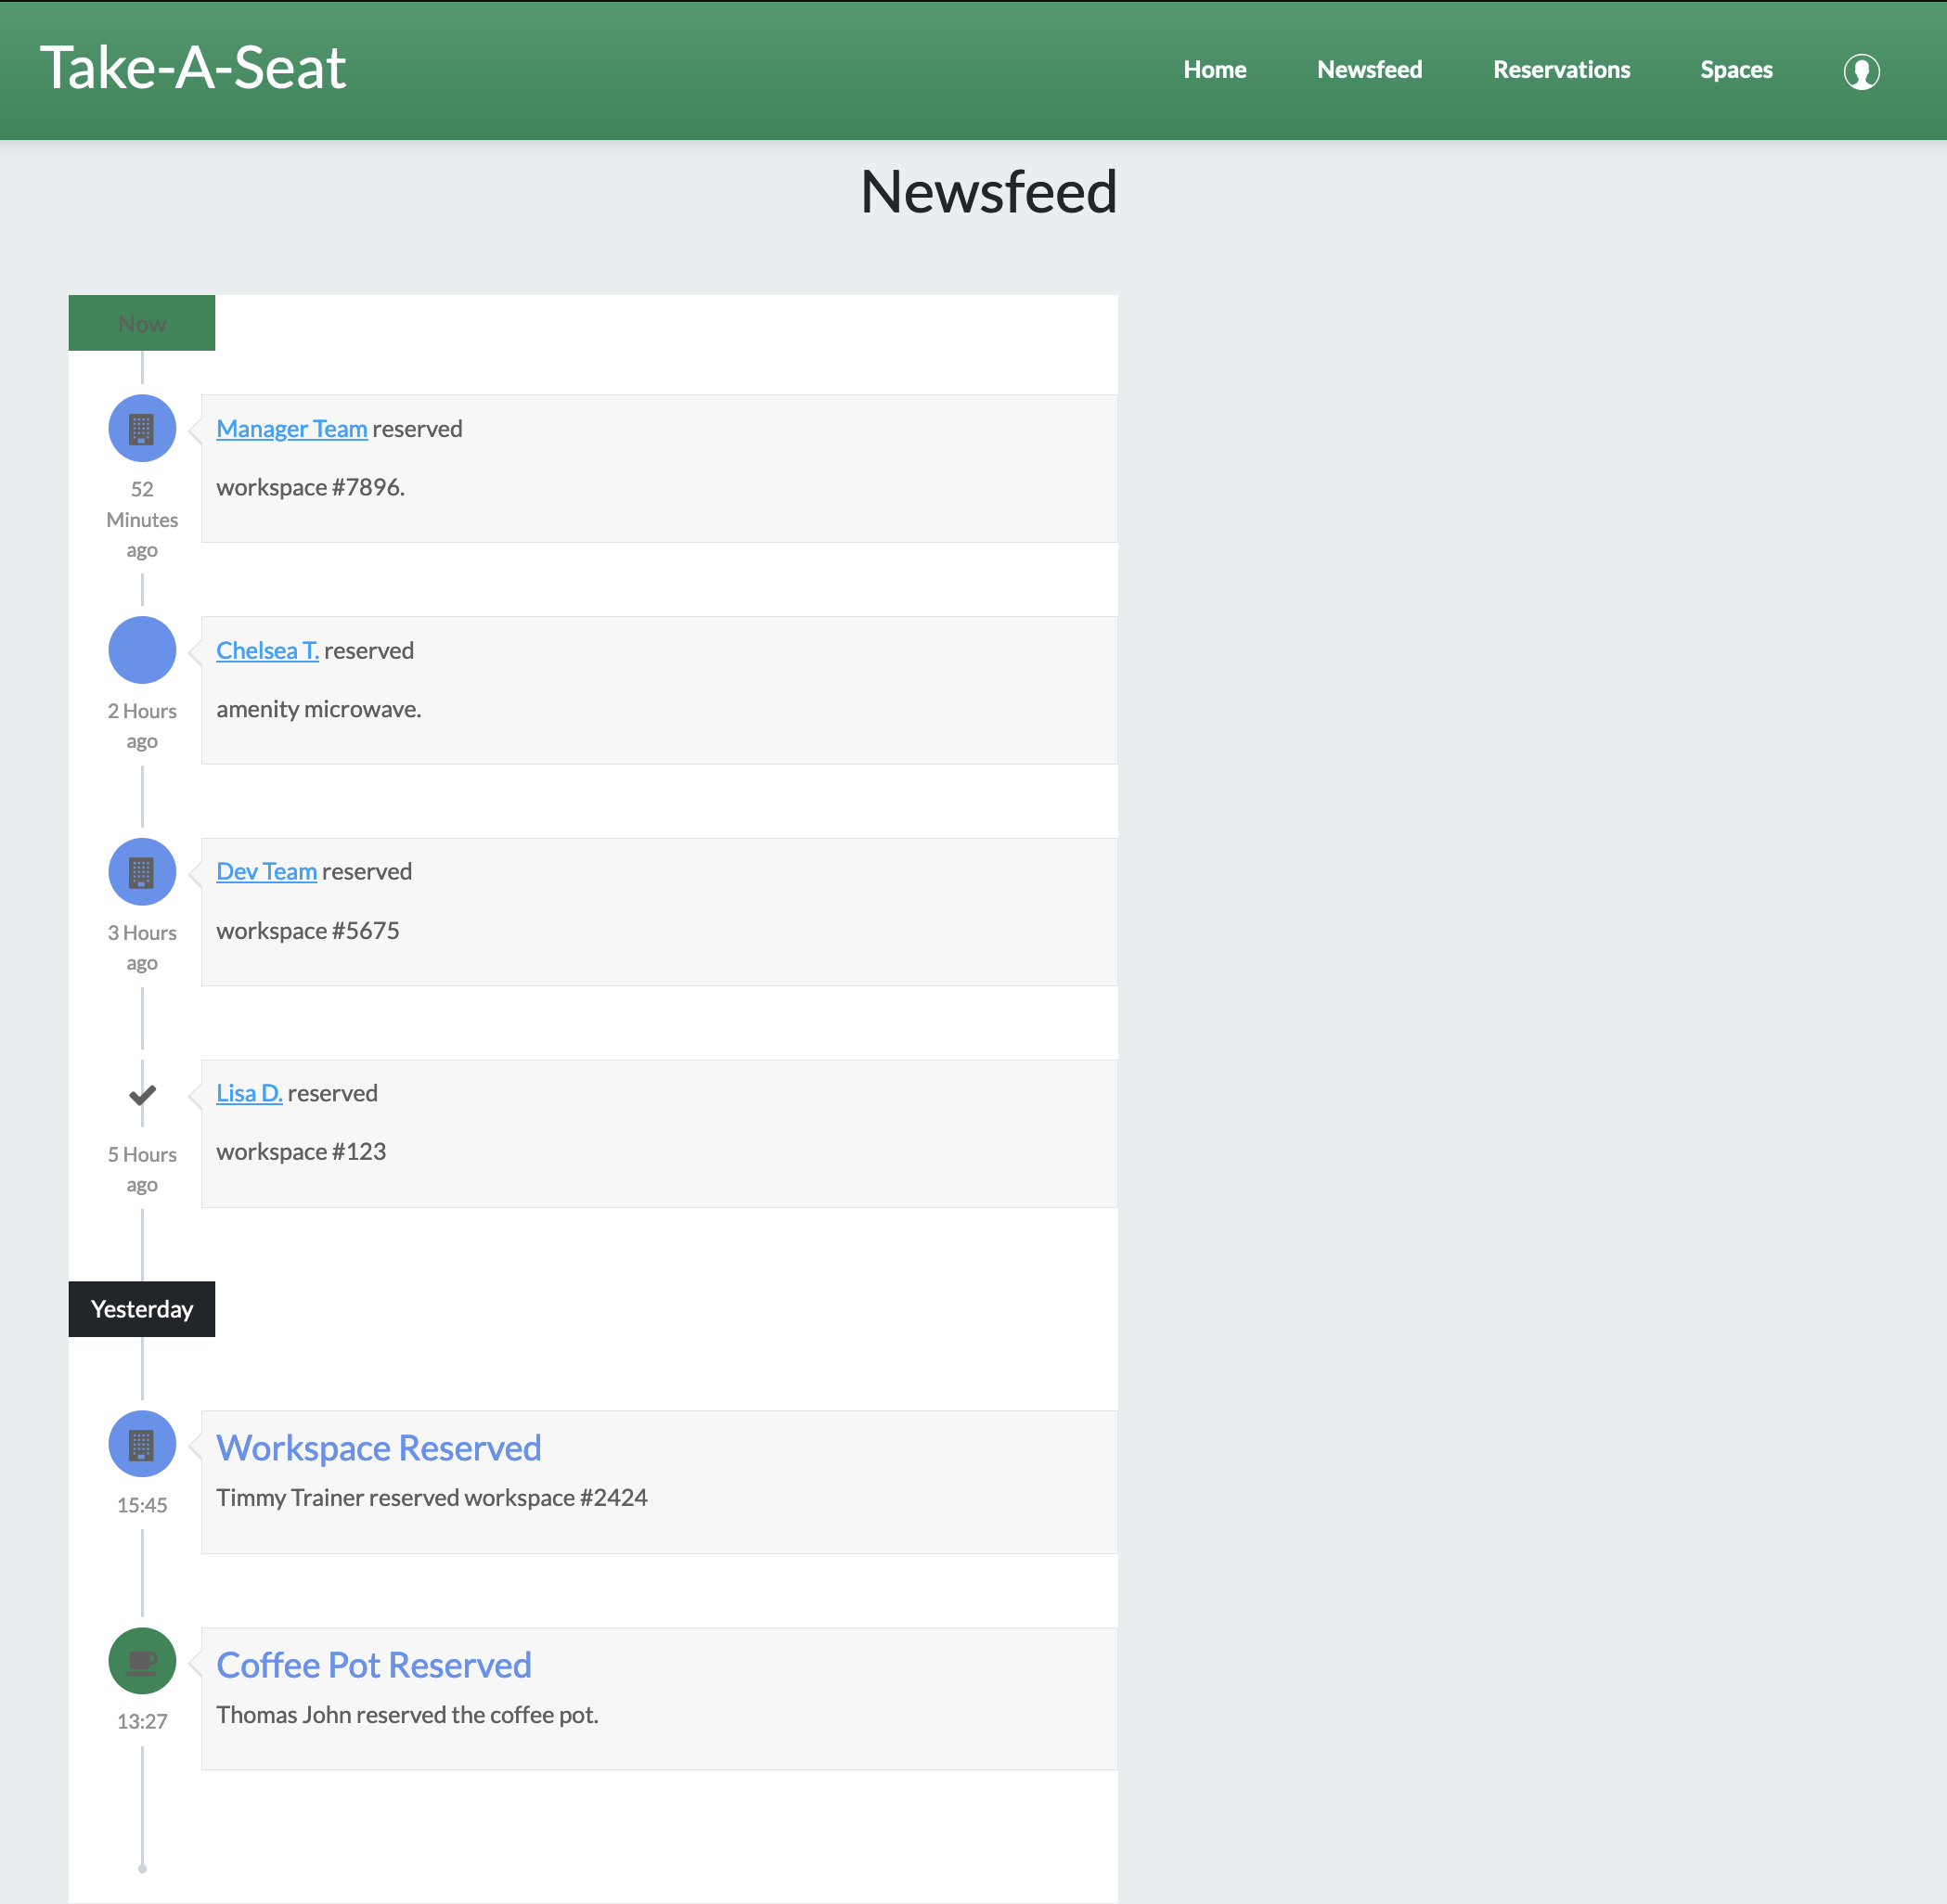 Take-A-Seat
Home Newsfeed Reservations Spaces
Newsfeed
Now
Manager Team reserved
workspace #7896.
52
Minutes
ago
Chelsea T. reserved
amenity microwave.
2 Hours
ago
Dev Team reserved
workspace #5675
3 Hours
ago
Lisa D. reserved
workspace #123
5 Hours
ago
Yesterday
Workspace Reserved
Timmy Trainer reserved workspace #2424
15:45
Coffee Pot Reserved
Thomas John reserved the coffee pot.
13:27